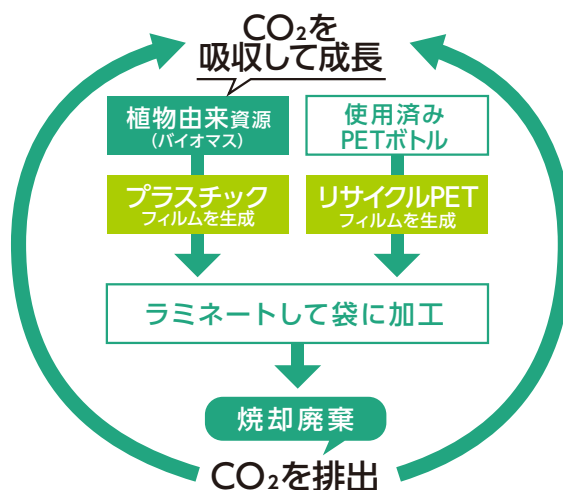 CO₂を
吸収して成長
植物由来資源
（バイオマス）
使用済み
PETボトル
プラスチック
フィルムを生成
リサイクルPET
フィルムを生成
ラミネートして袋に加工
焼却廃棄
CO₂を排出